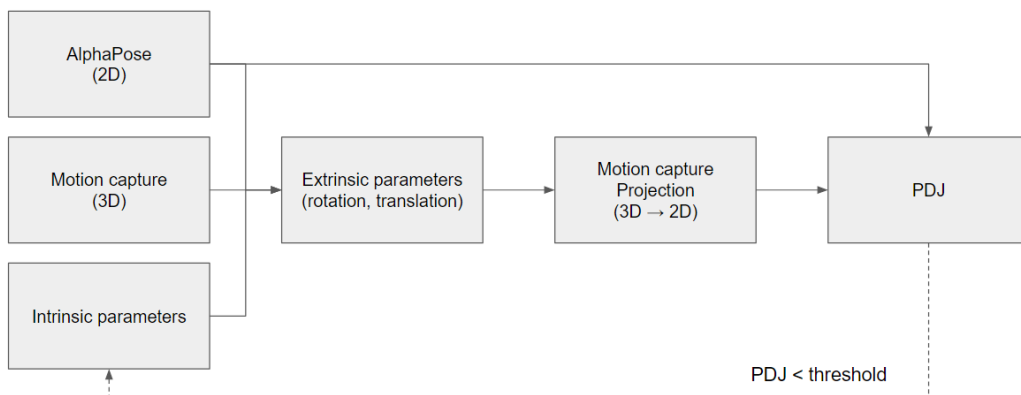 AlphaPose
(2D)
Motion capture
(3D)
Intrinsic parameters
Extrinsic parameters
(rotation, translation)
Motion capture
Projection
(3D → 2D)
PDJ
PDJ < threshold